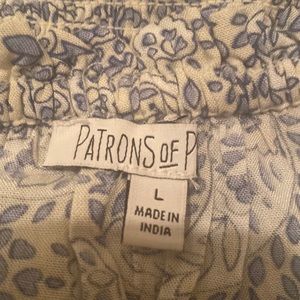 PATRONS OF P
L
MADE IN
INDIA